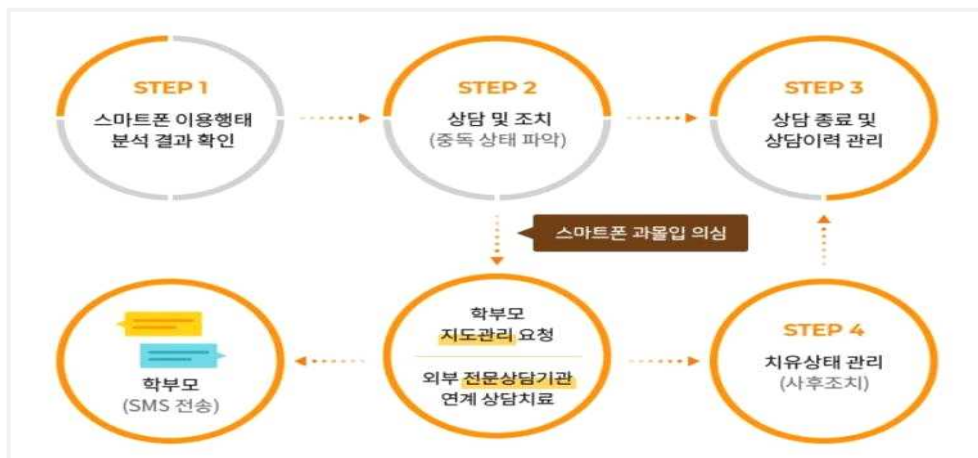 STEP 1
스마트폰 이용행태
분석 결과 확인
STEP 2
상담 및 조치
(중독 상태 파악)
STEP 3
상담 종료 및
상담이력 관리
스마트폰 과몰입 의심
학부모
(SMS 전송)
학부모
지도관리 요청
외부 전문상담기관
연계 상담치료
STEP 4
치유상태 관리
(사후조치)